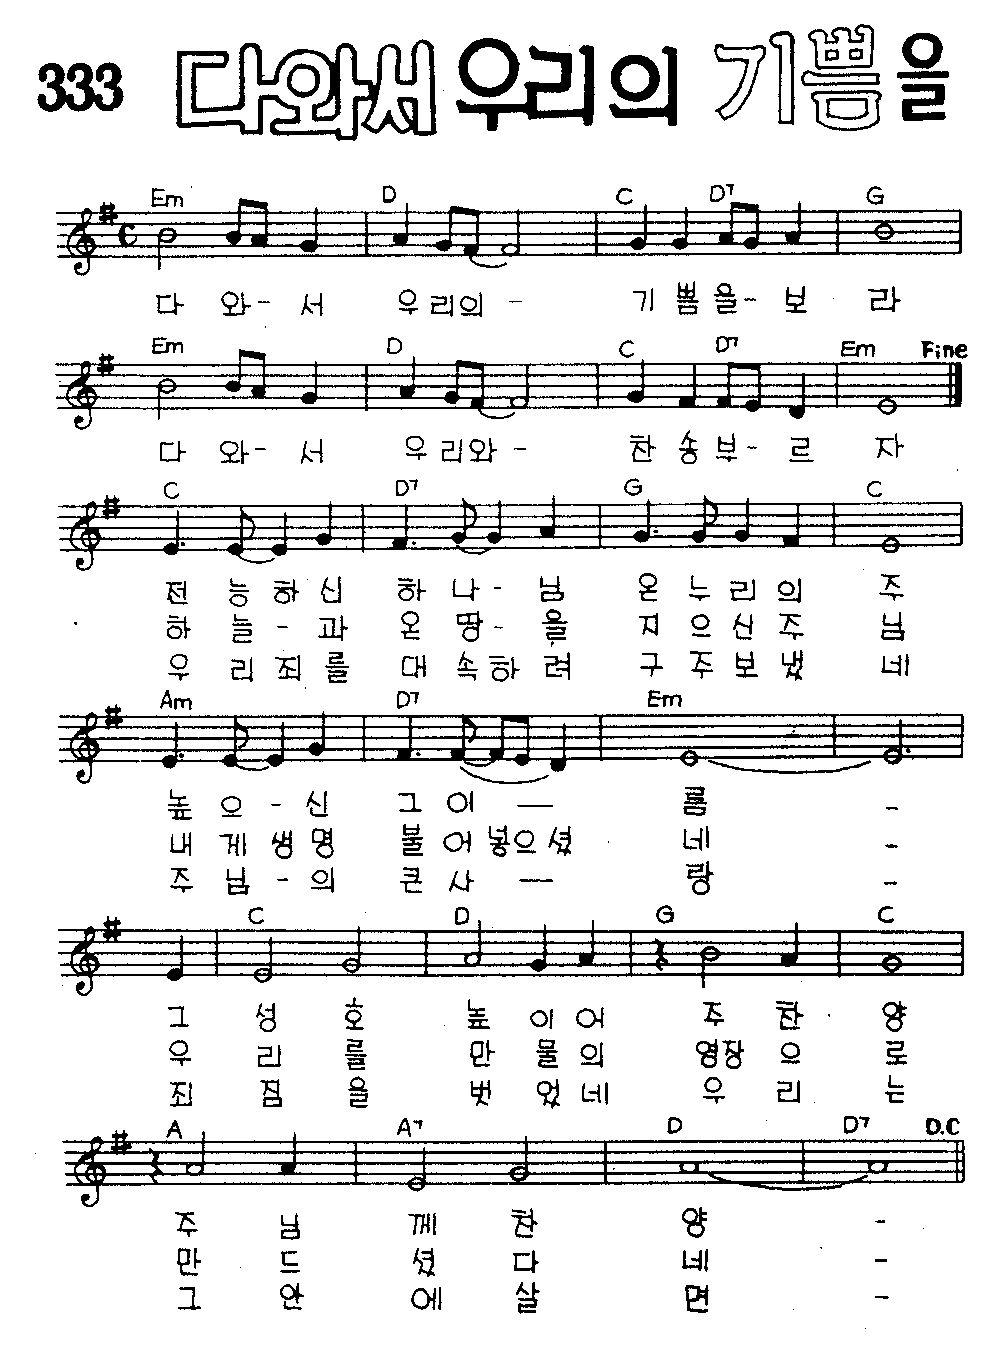 333 다와서 우리의 기쁨을
Em D C D7 G
다 와- 서 우 리의 - 기 쁨 을- 보 라
Em D C D7 Em Fine
다 와- 서 우 리와 - 찬 송 부- 르 자
C D7 G C
전 능 하 신 하 나 - 님 온 누 리 의 주
하 늘 - 과 온 땅 - 을 지 으 신 주 님
우 리 죄 를 대 속 하 려 구 주 보 냈 네
Am D7 Em
높 으 - 신 그 이 — 름 -
내 게 생 명 불 어 넣으 셨 네 -
주 님 - 의 큰 사 — 랑 -
C D G C
그 성 호 높 이 어 주 찬 양
우 리 를 만 물 의 영장 으 로
죄 짐 을 벗 었 네 우 리 는
A A7 D D7 D.C
주 님 께 찬 양 -
만 드 셨 다 네 -
그 안 에 살 면 -